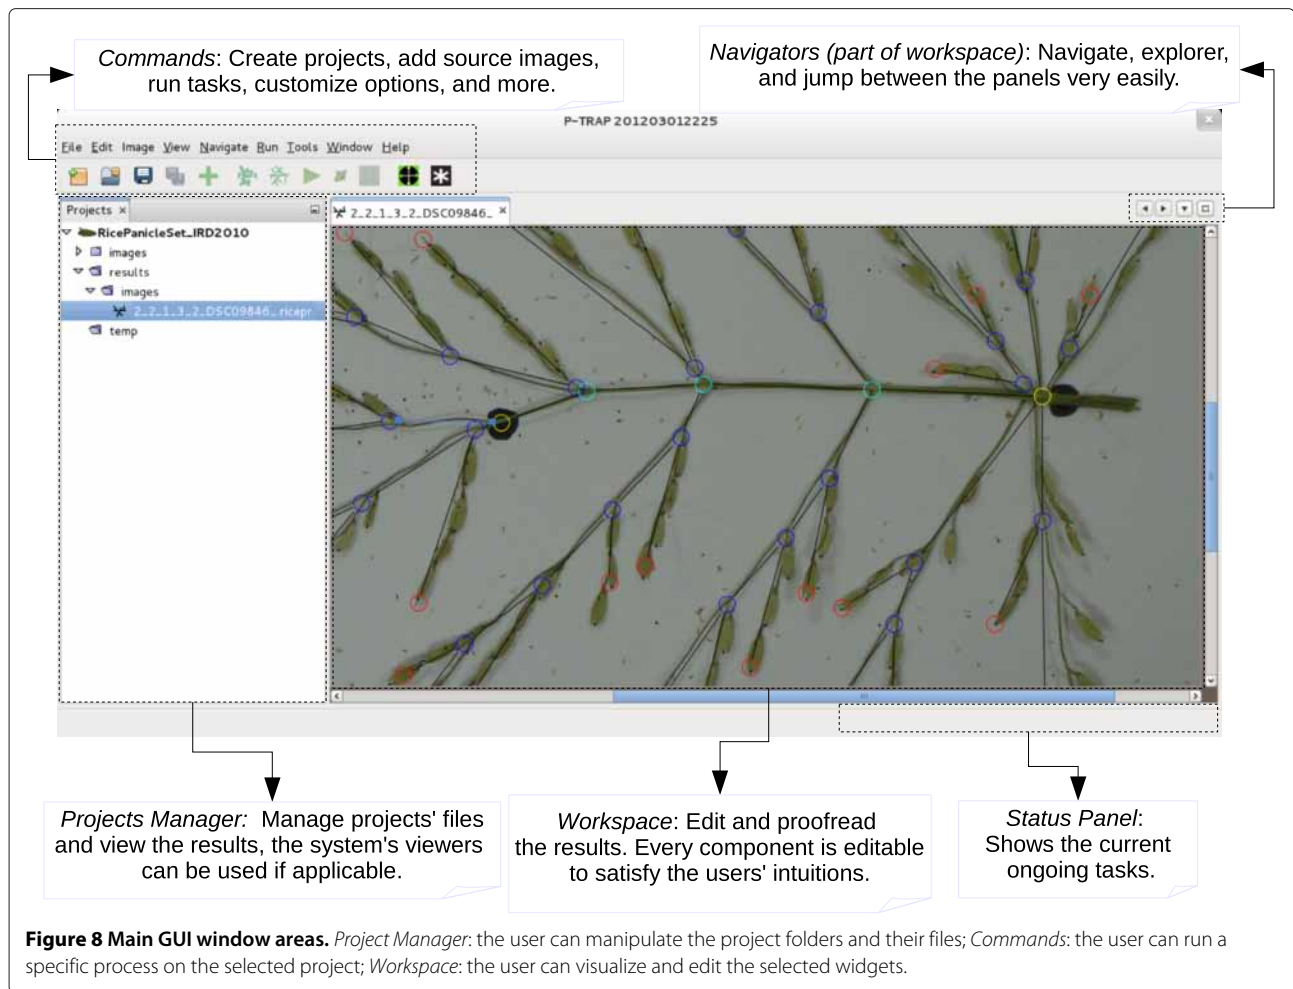 Commands: Create projects, add source images,
run tasks, customize options, and more.
Navigators (part of workspace): Navigate, explorer,
and jump between the panels very easily.
P-TRAP 201203012225
File Edit Image View Navigate Run Tools Window Help
Projects
2_2_1_3_2_DSC09846_
RicePanicleSet_IRD2010
images
results
images
2_2_1_3_2_DSC09846_.ricepr
temp
Projects Manager: Manage projects' files
and view the results, the system's viewers
can be used if applicable.
Workspace: Edit and proofread
the results. Every component is editable
to satisfy the users' intuitions.
Status Panel:
Shows the current
ongoing tasks.
Figure 8 Main GUI window areas. Project Manager: the user can manipulate the project folders and their files; Commands: the user can run a
specific process on the selected project; Workspace: the user can visualize and edit the selected widgets.